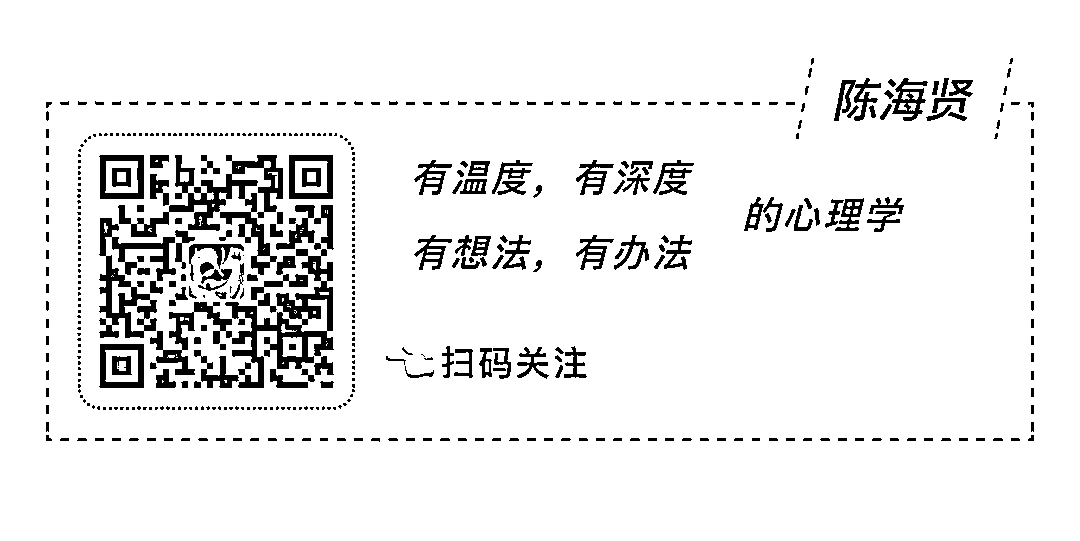 陈海贤
有温度，有深度
的心理学
有想法，有办法
扫码关注